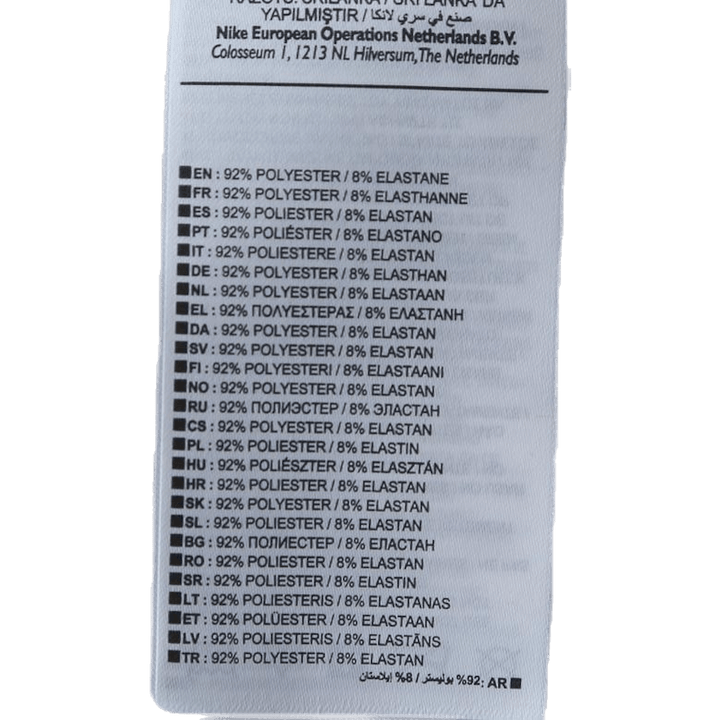 YAPILMIŞTIR / صنع في سري لانكا
Nike European Operations Netherlands B.V.
Colosseum 1, 1213 NL Hilversum, The Netherlands
EN : 92% POLYESTER / 8% ELASTANE
FR : 92% POLYESTER / 8% ELASTHANNE
ES : 92% POLIESTER / 8% ELASTAN
PT : 92% POLIÉSTER / 8% ELASTANO
IT : 92% POLIESTERE / 8% ELASTAN
DE : 92% POLYESTER / 8% ELASTHAN
NL : 92% POLYESTER / 8% ELASTAAN
EL : 92% ΠΟΛΥΕΣΤΕΡΑΣ / 8% ΕΛΑΣΤΑΝΗ
DA : 92% POLYESTER / 8% ELASTAN
SV : 92% POLYESTER / 8% ELASTAN
FI : 92% POLYESTERI / 8% ELASTAANI
NO : 92% POLYESTER / 8% ELASTAN
RU : 92% ПОЛИЭСТЕР / 8% ЭЛАСТАН
CS : 92% POLYESTER / 8% ELASTAN
PL : 92% POLIESTER / 8% ELASTIN
HU : 92% POLIÉSZTER / 8% ELASZTÁN
HR : 92% POLIESTER / 8% ELASTAN
SK : 92% POLYESTER / 8% ELASTAN
SL : 92% POLIESTER / 8% ELASTAN
BG : 92% ПОЛИЕСТЕР / 8% ЕЛАСТАН
RO : 92% POLIESTER / 8% ELASTAN
SR : 92% POLIESTER / 8% ELASTIN
LT : 92% POLIESTERIS / 8% ELASTANAS
ET : 92% POLÜESTER / 8% ELASTAAN
LV : 92% POLIESTERIS / 8% ELASTĀNS
TR : 92% POLYESTER / 8% ELASTAN
AR :92% بوليستر / 8% إيلاستان